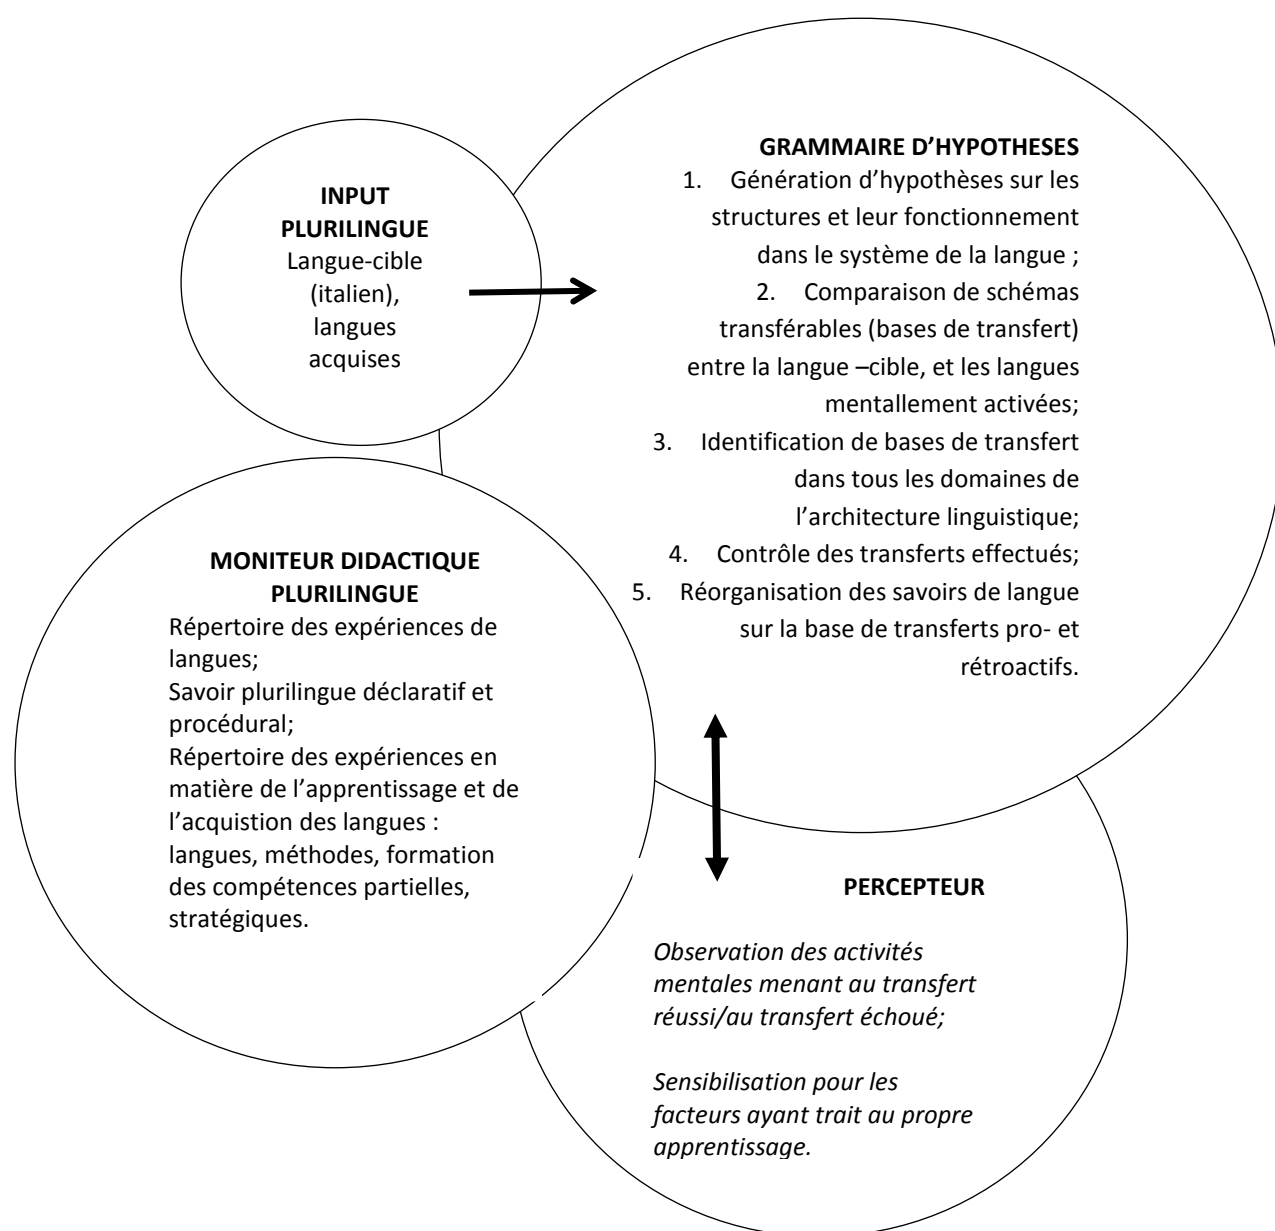 INPUT
PLURILINGUE
Langue-cible
(italien),
langues
acquises
GRAMMAIRE D’HYPOTHESES
1. Génération d’hypothèses sur les
structures et leur fonctionnement
dans le système de la langue ;
2. Comparaison de schémas
transférables (bases de transfert)
entre la langue –cible, et les langues
mentallement activées;
3. Identification de bases de transfert
dans tous les domaines de
l’architecture linguistique;
4. Contrôle des transferts effectués;
5. Réorganisation des savoirs de langue
sur la base de transferts pro- et
rétroactifs.
MONITEUR DIDACTIQUE
PLURILINGUE
Répertoire des expériences de
langues;
Savoir plurilingue déclaratif et
procédural;
Répertoire des expériences en
matière de l’apprentissage et de
l’acquistion des langues :
langues, méthodes, formation
des compétences partielles,
stratégiques.
PERCEPTEUR
Observation des activités
mentales menant au transfert
réussi/au transfert échoué;
Sensibilisation pour les
facteurs ayant trait au propre
apprentissage.